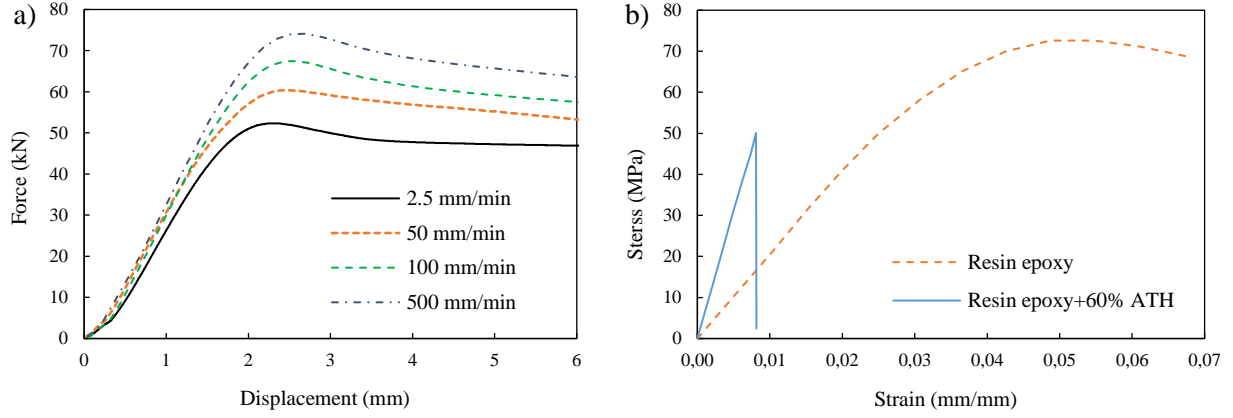 a)
Force (kN)
80
70
60
50
40
30
20
10
0
0 1 2 3 4 5 6
Displacement (mm)
2.5 mm/min
50 mm/min
100 mm/min
500 mm/min
b)
Sterss (MPa)
80
70
60
50
40
30
20
10
0
0,00 0,01 0,02 0,03 0,04 0,05 0,06 0,07
Strain (mm/mm)
Resin epoxy
Resin epoxy+60% ATH